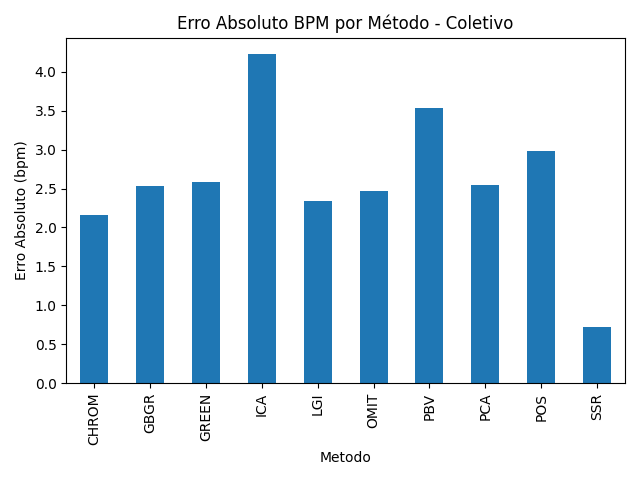 Erro Absoluto BPM por Método - Coletivo
Erro Absoluto (bpm)
4.0
3.5
3.0
2.5
2.0
1.5
1.0
0.5
0.0
CHROM
GBGR
GREEN
ICA
LGI
OMIT
PBV
PCA
POS
SSR
Metodo